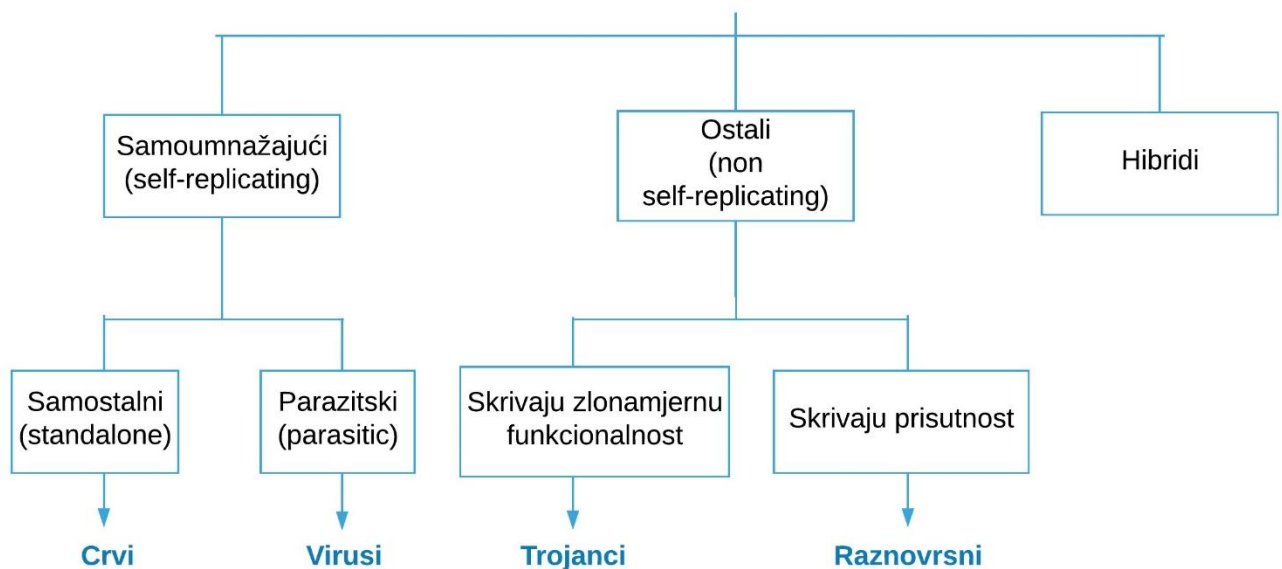 Samoumnažajući
(self-replicating)
Ostali
(non
self-replicating)
Hibridi
Samostalni
(standalone)
Parazitski
(parasitic)
Skrivaju zlonamjernu
funkcionalnost
Skrivaju prisutnost
Crvi
Virusi
Trojanci
Raznovrsni